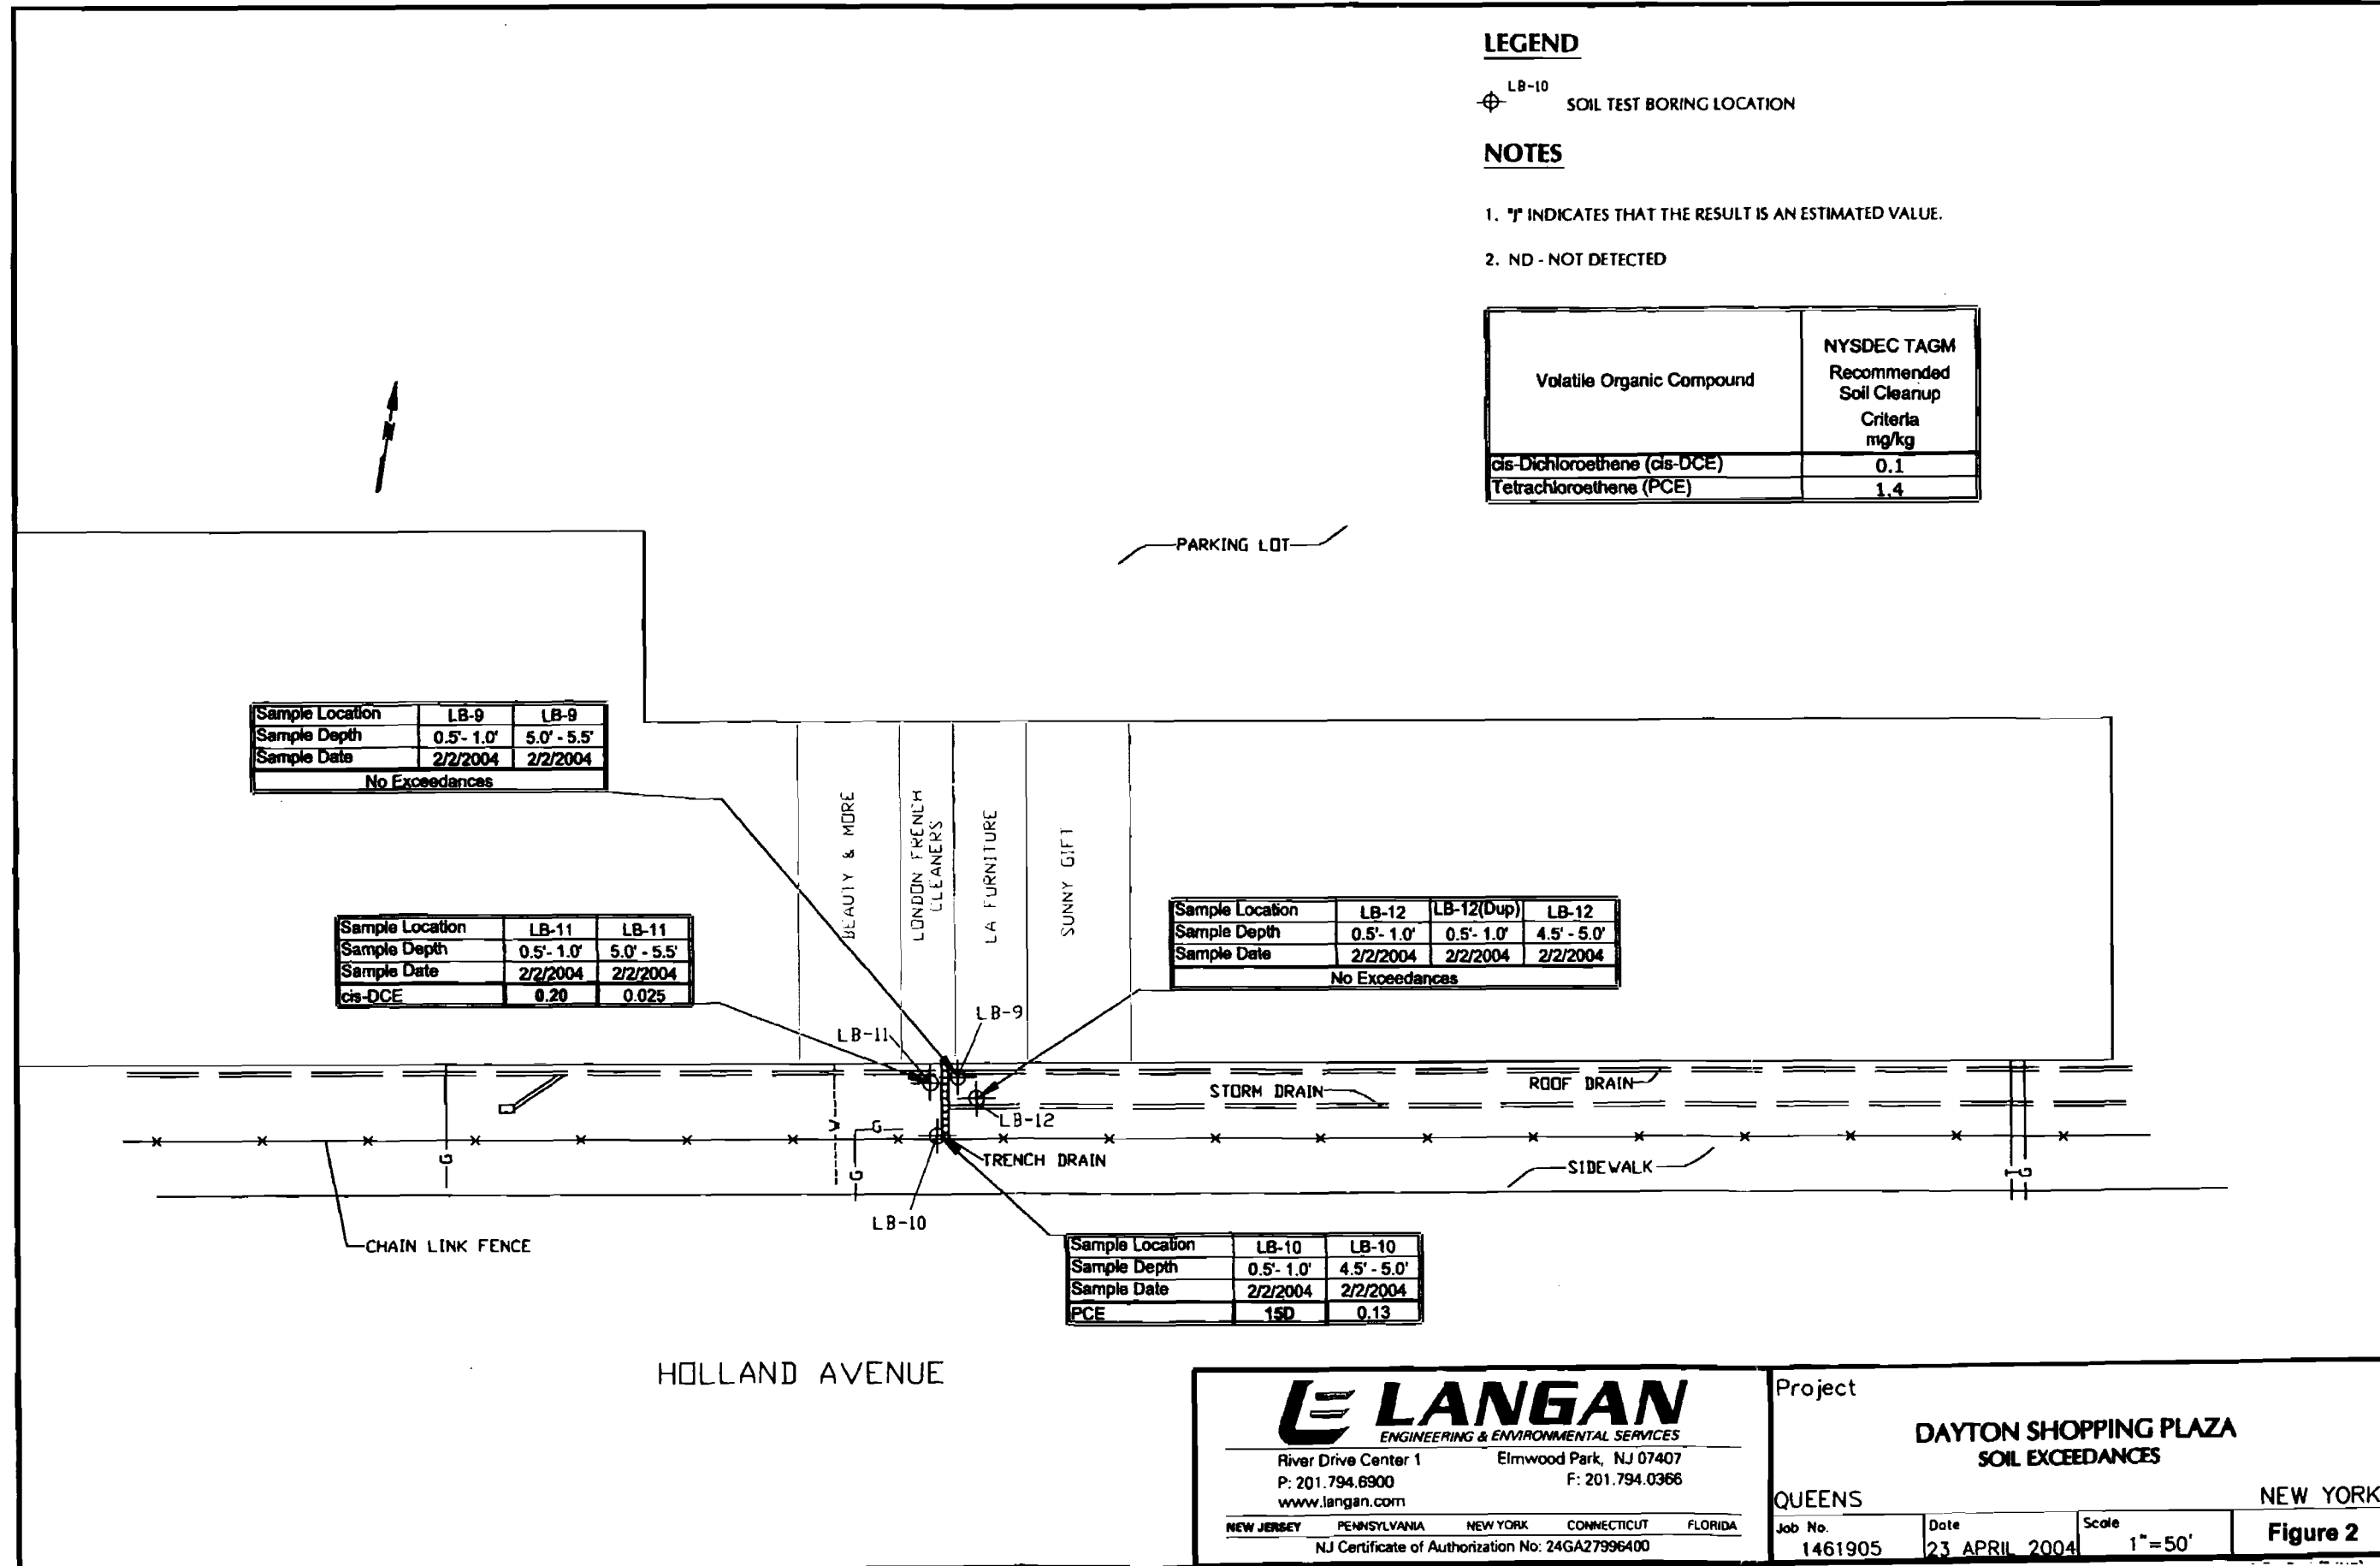 LEGEND
LB-10
SOIL TEST BORING LOCATION
NOTES
1. "J" INDICATES THAT THE RESULT IS AN ESTIMATED VALUE.
2. ND - NOT DETECTED
Volatile Organic Compound
NYSDEC TAGM
Recommended
Soil Cleanup
Criteria
mg/kg
cis-Dichloroethene (cis-DCE) 0.1
Tetrachloroethene (PCE) 1.4
N
PARKING LOT
Sample Location LB-9 LB-9
Sample Depth 0.5'- 1.0' 5.0' - 5.5'
Sample Date 2/2/2004 2/2/2004
No Exceedances
BEAUTY & MORE
LONDON FRENCH
CLEANERS
LA FURNITURE
SUNNY GIFT
Sample Location LB-11 LB-11
Sample Depth 0.5'- 1.0' 5.0' - 5.5'
Sample Date 2/2/2004 2/2/2004
cis-DCE 0.20 0.025
Sample Location LB-12 LB-12(Dup) LB-12
Sample Depth 0.5'- 1.0' 0.5'- 1.0' 4.5' - 5.0'
Sample Date 2/2/2004 2/2/2004 2/2/2004
No Exceedances
LB-9
LB-11
STORM DRAIN
ROOF DRAIN
LB-12
G
W
G
G
TRENCH DRAIN
SIDEWALK
I G
LB-10
CHAIN LINK FENCE
Sample Location LB-10 LB-10
Sample Depth 0.5'- 1.0' 4.5' - 5.0'
Sample Date 2/2/2004 2/2/2004
PCE 15D 0.13
HOLLAND AVENUE
LANGAN
ENGINEERING & ENVIRONMENTAL SERVICES
River Drive Center 1 Elmwood Park, NJ 07407
P: 201.794.6900 F: 201.794.0366
www.langan.com
NEW JERSEY PENNSYLVANIA NEW YORK CONNECTICUT FLORIDA
NJ Certificate of Authorization No: 24GA27996400
Project
DAYTON SHOPPING PLAZA
SOIL EXCEEDANCES
QUEENS NEW YORK
Job No. 1461905
Date 23 APRIL 2004
Scale 1"=50'
Figure 2